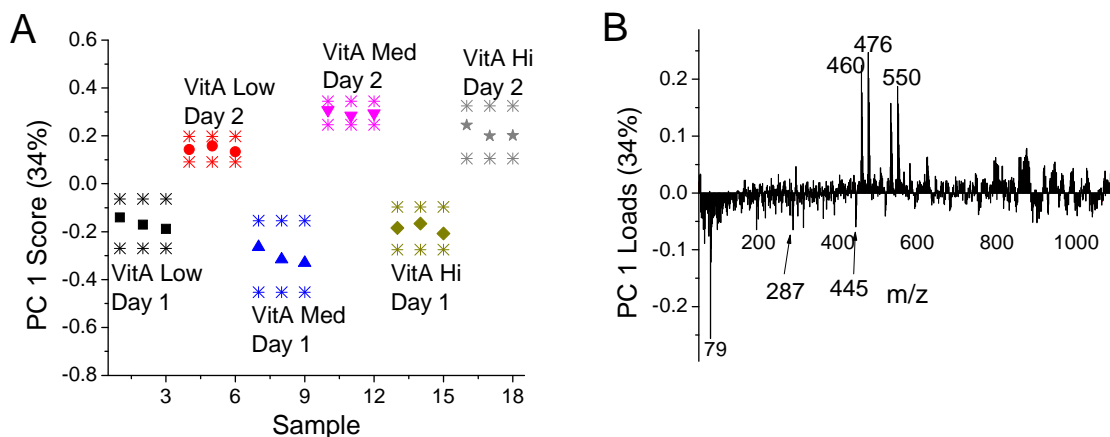 A
PC 1 Score (34%)
0.6
0.4
0.2
0.0
-0.2
-0.4
-0.6
-0.8
VitA Low
Day 1
VitA Low
Day 2
VitA Med
Day 1
VitA Med
Day 2
VitA Hi
Day 1
VitA Hi
Day 2
3
6
9
12
15
18
Sample
B
PC 1 Loads (34%)
0.2
0.1
0.0
-0.1
-0.2
460
476
550
200
400
600
800
1000
287
445
m/z
79